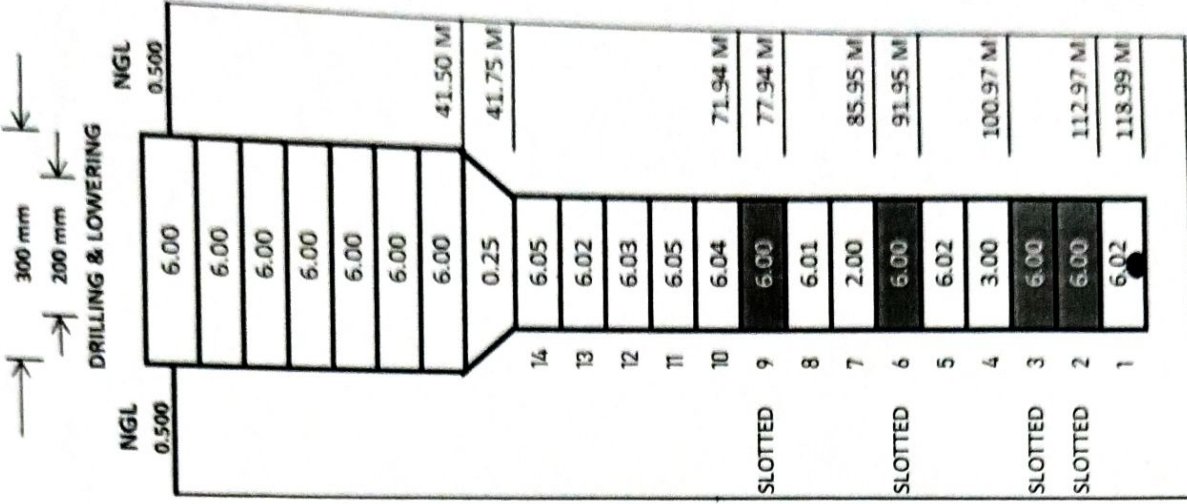 300 mm
200 mm
DRILLING & LOWERING
NGL
0.500
NGL
0.500
6.00
6.00
6.00
6.00
6.00
6.00
6.00
41.50 M
0.25
41.75 M
14 6.05
13 6.02
12 6.03
11 6.05
10 6.04
71.94 M
SLOTTED 9 6.00
77.94 M
8 6.01
7 2.00
85.95 M
SLOTTED 6 6.00
91.95 M
5 6.02
4 3.00
100.97 M
SLOTTED 3 6.00
SLOTTED 2 6.00
112.97 M
1 6.02
118.99 M